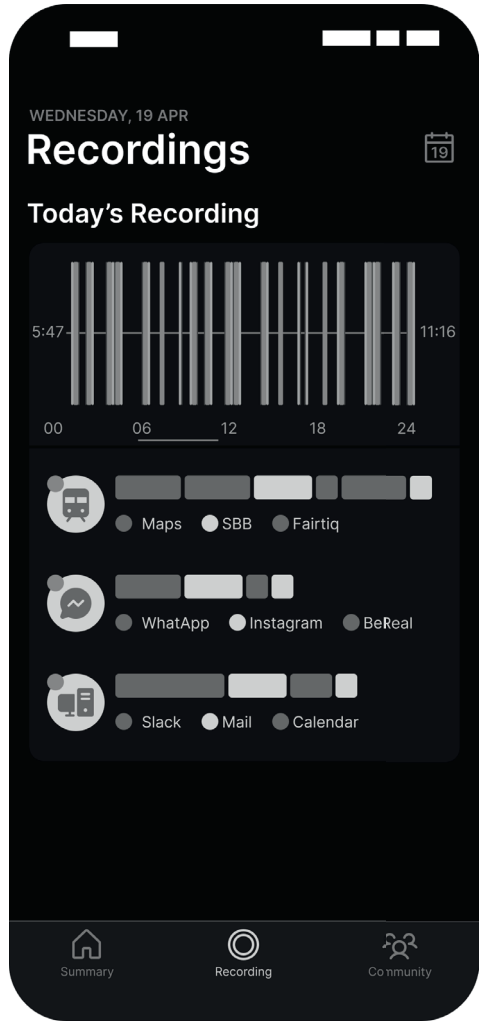 WEDNESDAY, 19 APR
Recordings
19
Today's Recording
5:47 11:16
00 06 12 18 24
Maps SBB Fairtiq
WhatApp Instagram BeReal
Slack Mail Calendar
Summary Recording Community